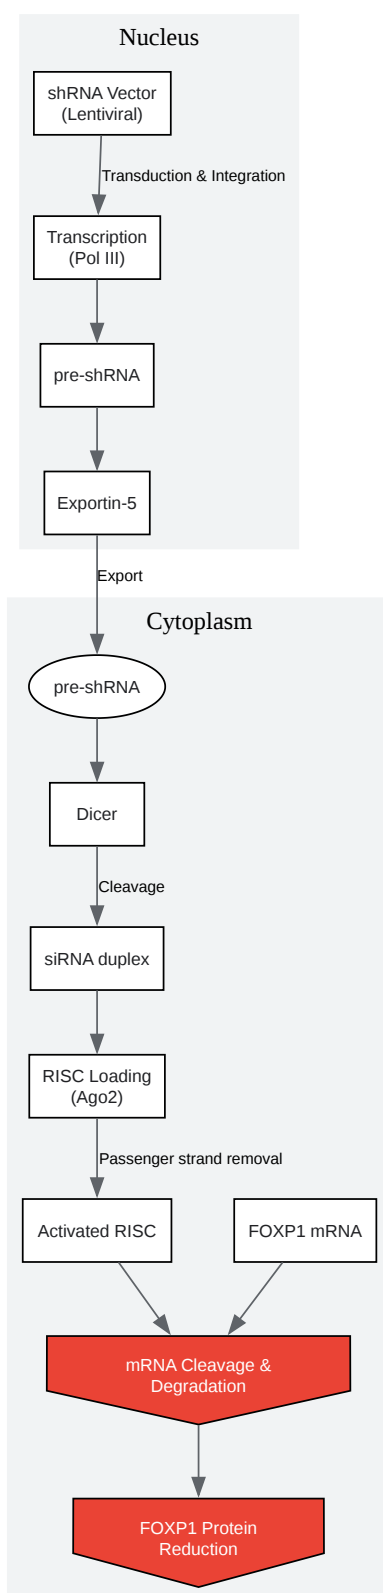 Nucleus
shRNA Vector
(Lentiviral)
Transduction & Integration
Transcription
(Pol III)
pre-shRNA
Exportin-5
Export
Cytoplasm
pre-shRNA
Dicer
Cleavage
siRNA duplex
RISC Loading
(Ago2)
Passenger strand removal
Activated RISC
FOXP1 mRNA
mRNA Cleavage &
Degradation
FOXP1 Protein
Reduction